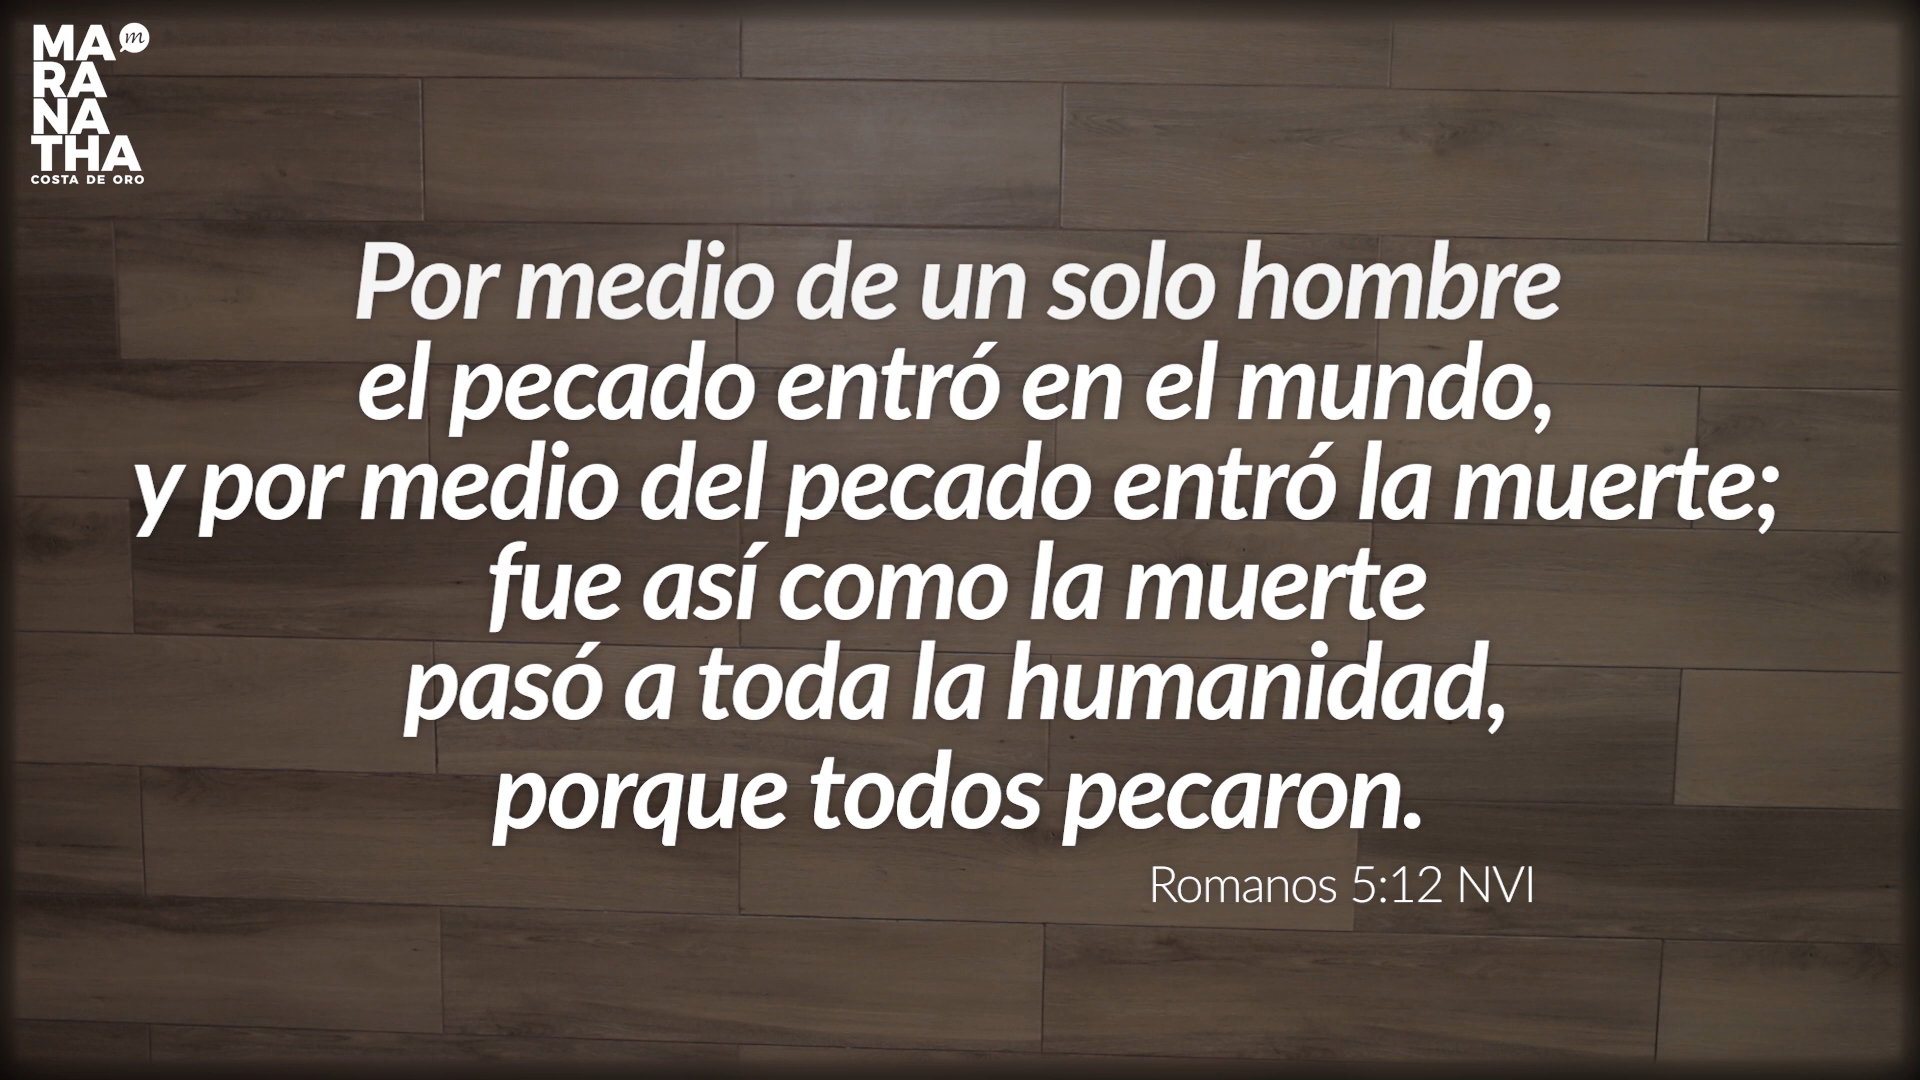 MA
RA
NA
THA
m
COSTA DE ORO
Por medio de un solo hombre
el pecado entró en el mundo,
y por medio del pecado entró la muerte;
fue así como la muerte
pasó a toda la humanidad,
porque todos pecaron.
Romanos 5:12 NVI